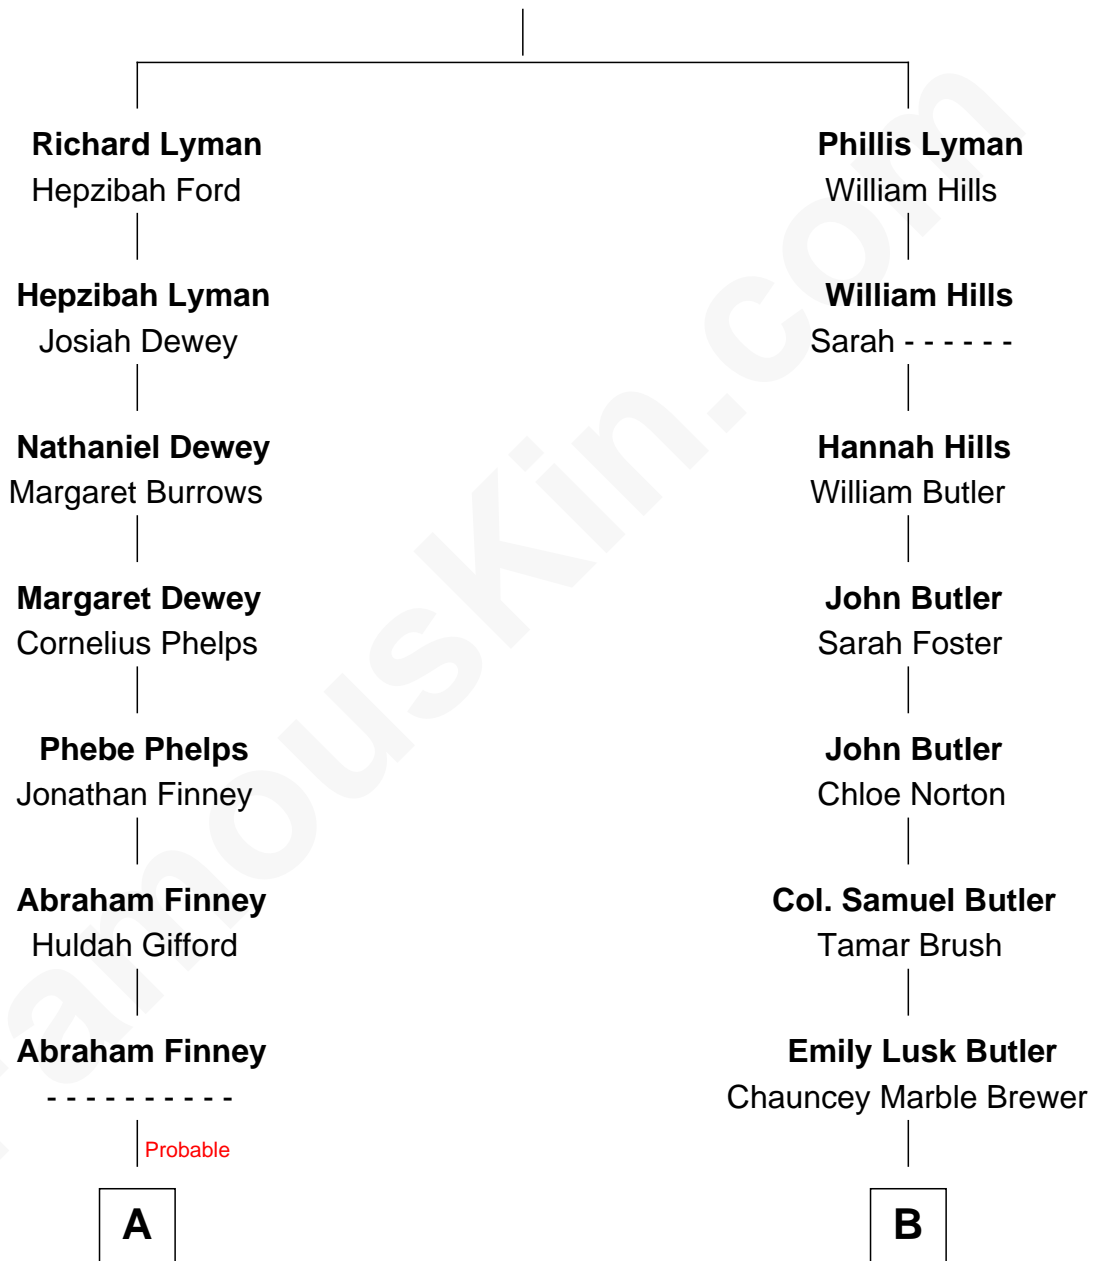 Richard Lyman
Hepzibah Ford
Hepzibah Lyman
Josiah Dewey
Nathaniel Dewey
Margaret Burrows
Margaret Dewey
Cornelius Phelps
Phebe Phelps
Jonathan Finney
Abraham Finney
Huldah Gifford
Abraham Finney
- - - - - - - - - -
Probable
A
Phillis Lyman
William Hills
William Hills
Sarah - - - - - -
Hannah Hills
William Butler
John Butler
Sarah Foster
John Butler
Chloe Norton
Col. Samuel Butler
Tamar Brush
Emily Lusk Butler
Chauncey Marble Brewer
B
FamousKin.com